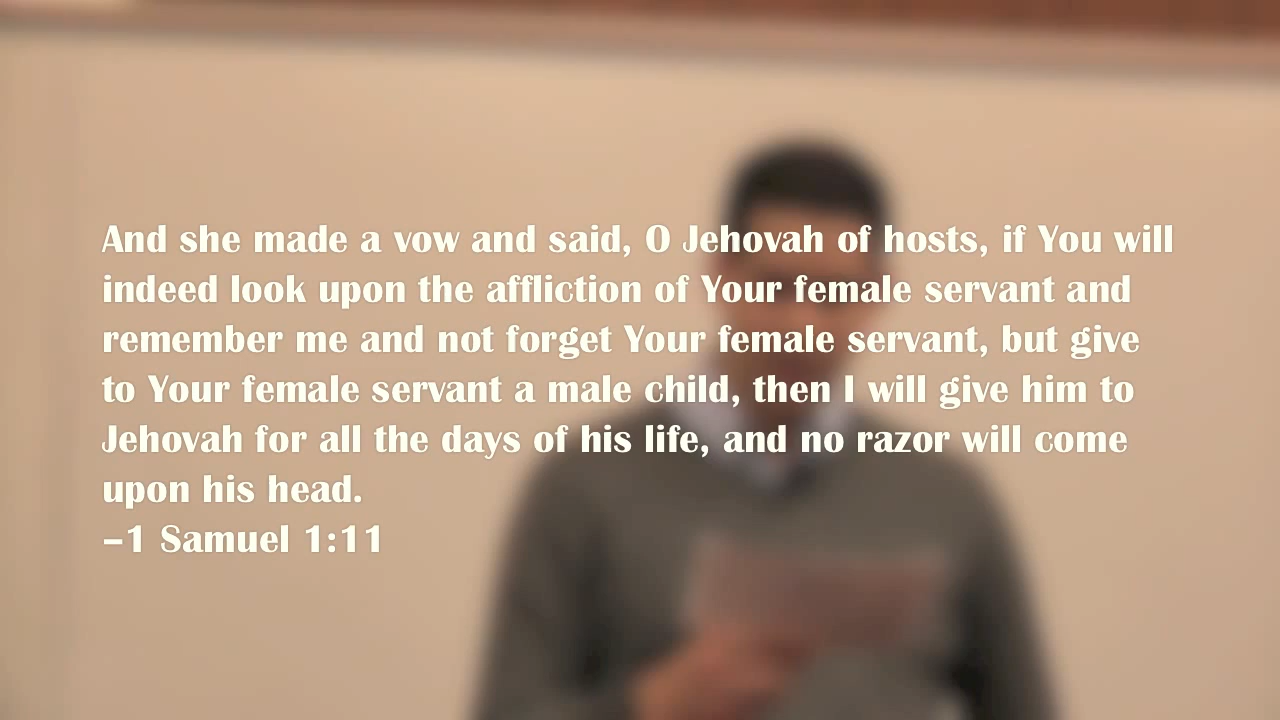 And she made a vow and said, O Jehovah of hosts, if You will
indeed look upon the affliction of Your female servant and
remember me and not forget Your female servant, but give
to Your female servant a male child, then I will give him to
Jehovah for all the days of his life, and no razor will come
upon his head.
–1 Samuel 1:11